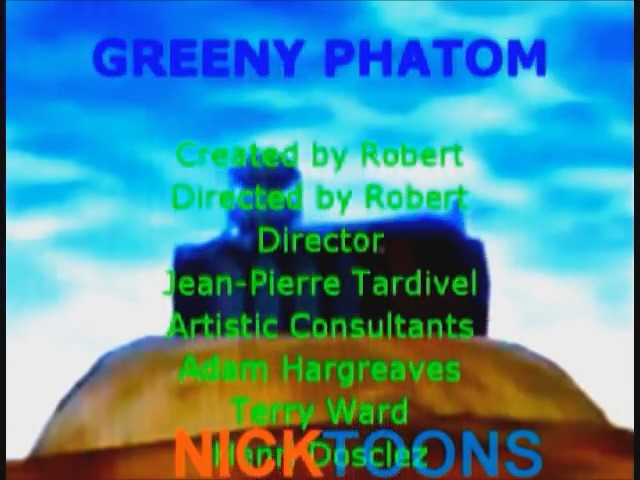 GREENY PHATOM
Created by Robert
Directed by Robert
Director
Jean-Pierre Tardivel
Artistic Consultants
Adam Hargreaves
Terry Ward
NICKTOONS
Dosclez